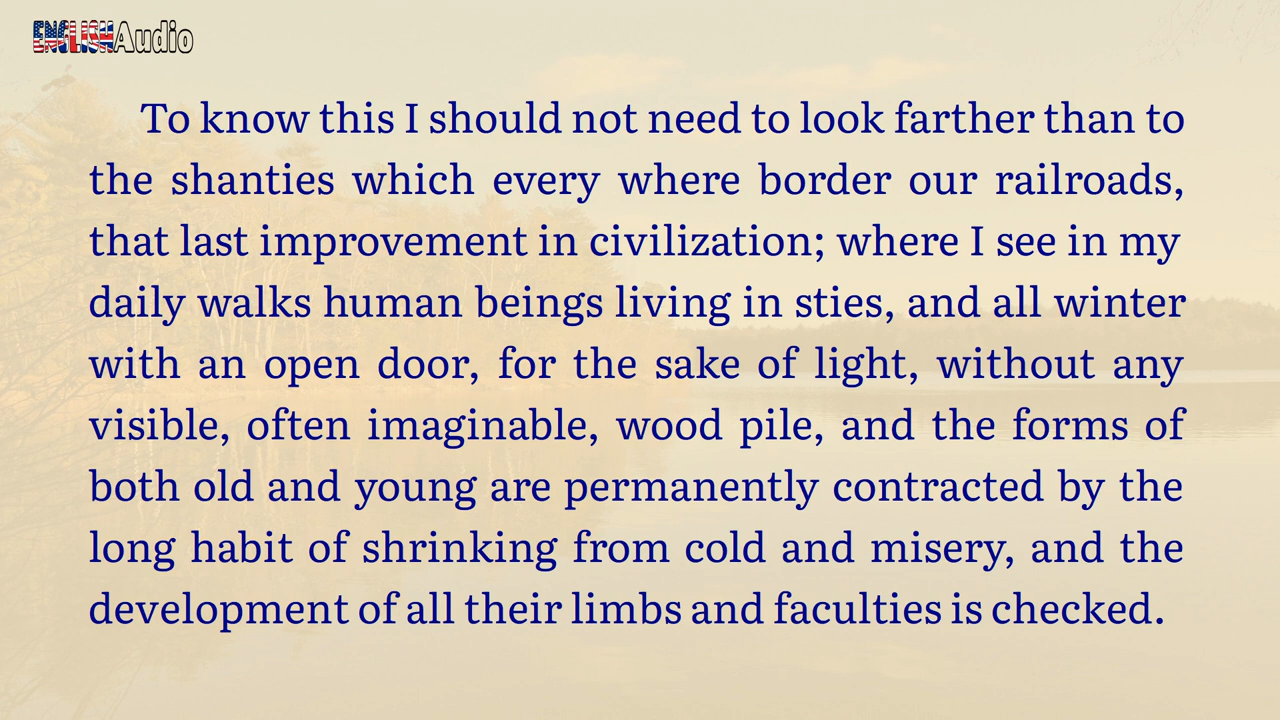 ENGLISHAudio
To know this I should not need to look farther than to
the shanties which every where border our railroads,
that last improvement in civilization; where I see in my
daily walks human beings living in sties, and all winter
with an open door, for the sake of light, without any
visible, often imaginable, wood pile, and the forms of
both old and young are permanently contracted by the
long habit of shrinking from cold and misery, and the
development of all their limbs and faculties is checked.